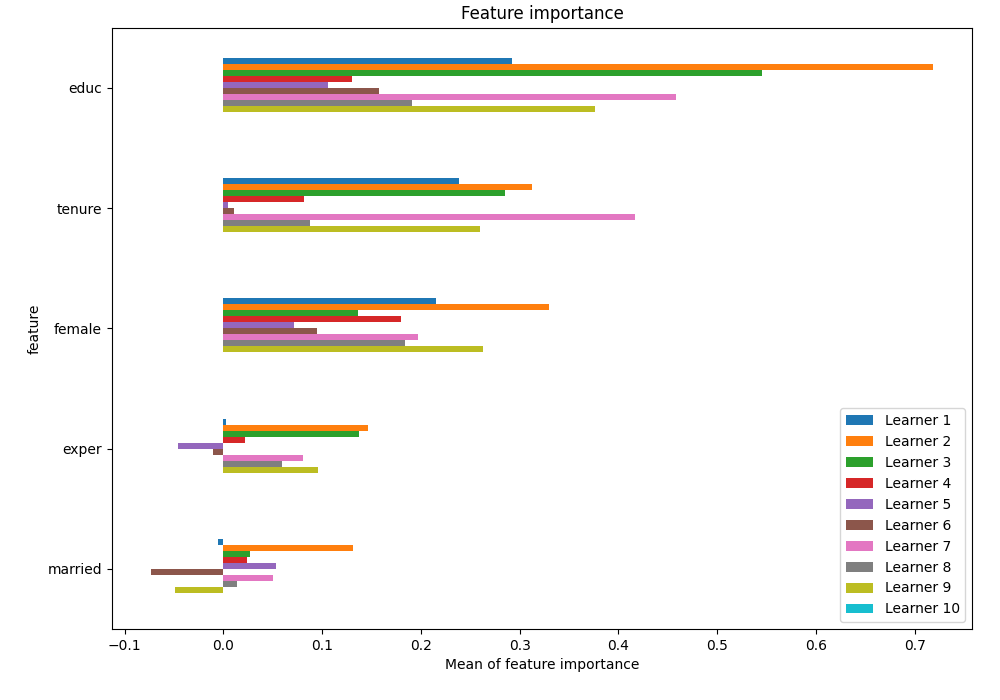 Feature importance
educ
tenure
female
exper
married
feature
−0.1
0.0
0.1
0.2
0.3
0.4
0.5
0.6
0.7
Mean of feature importance
Learner 1
Learner 2
Learner 3
Learner 4
Learner 5
Learner 6
Learner 7
Learner 8
Learner 9
Learner 10